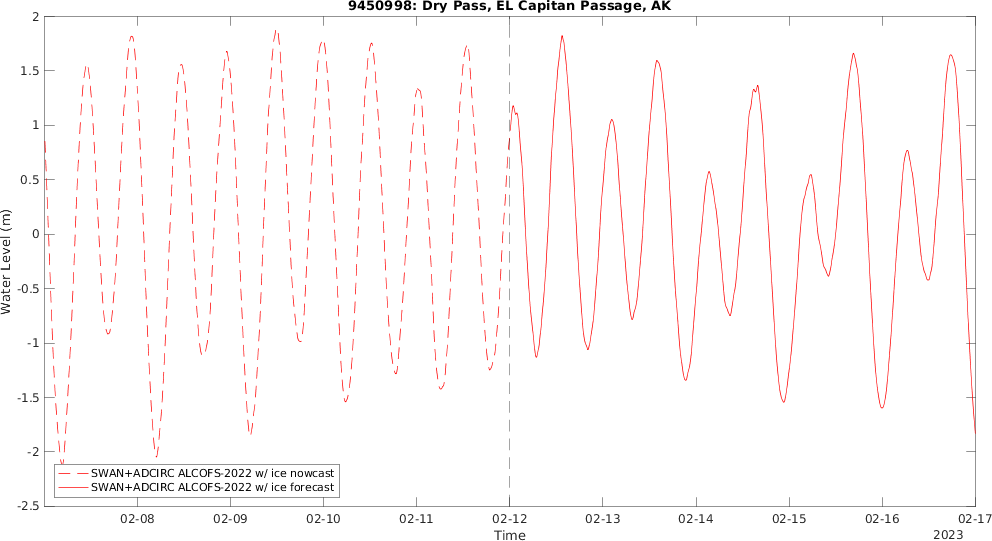 9450998: Dry Pass, EL Capitan Passage, AK
2
1.5
1
0.5
0
-0.5
-1
-1.5
-2
-2.5
Water Level (m)
SWAN+ADCIRC ALCOFS-2022 w/ ice nowcast
SWAN+ADCIRC ALCOFS-2022 w/ ice forecast
02-08 02-09 02-10 02-11 02-12 02-13 02-14 02-15 02-16 02-17
Time
2023